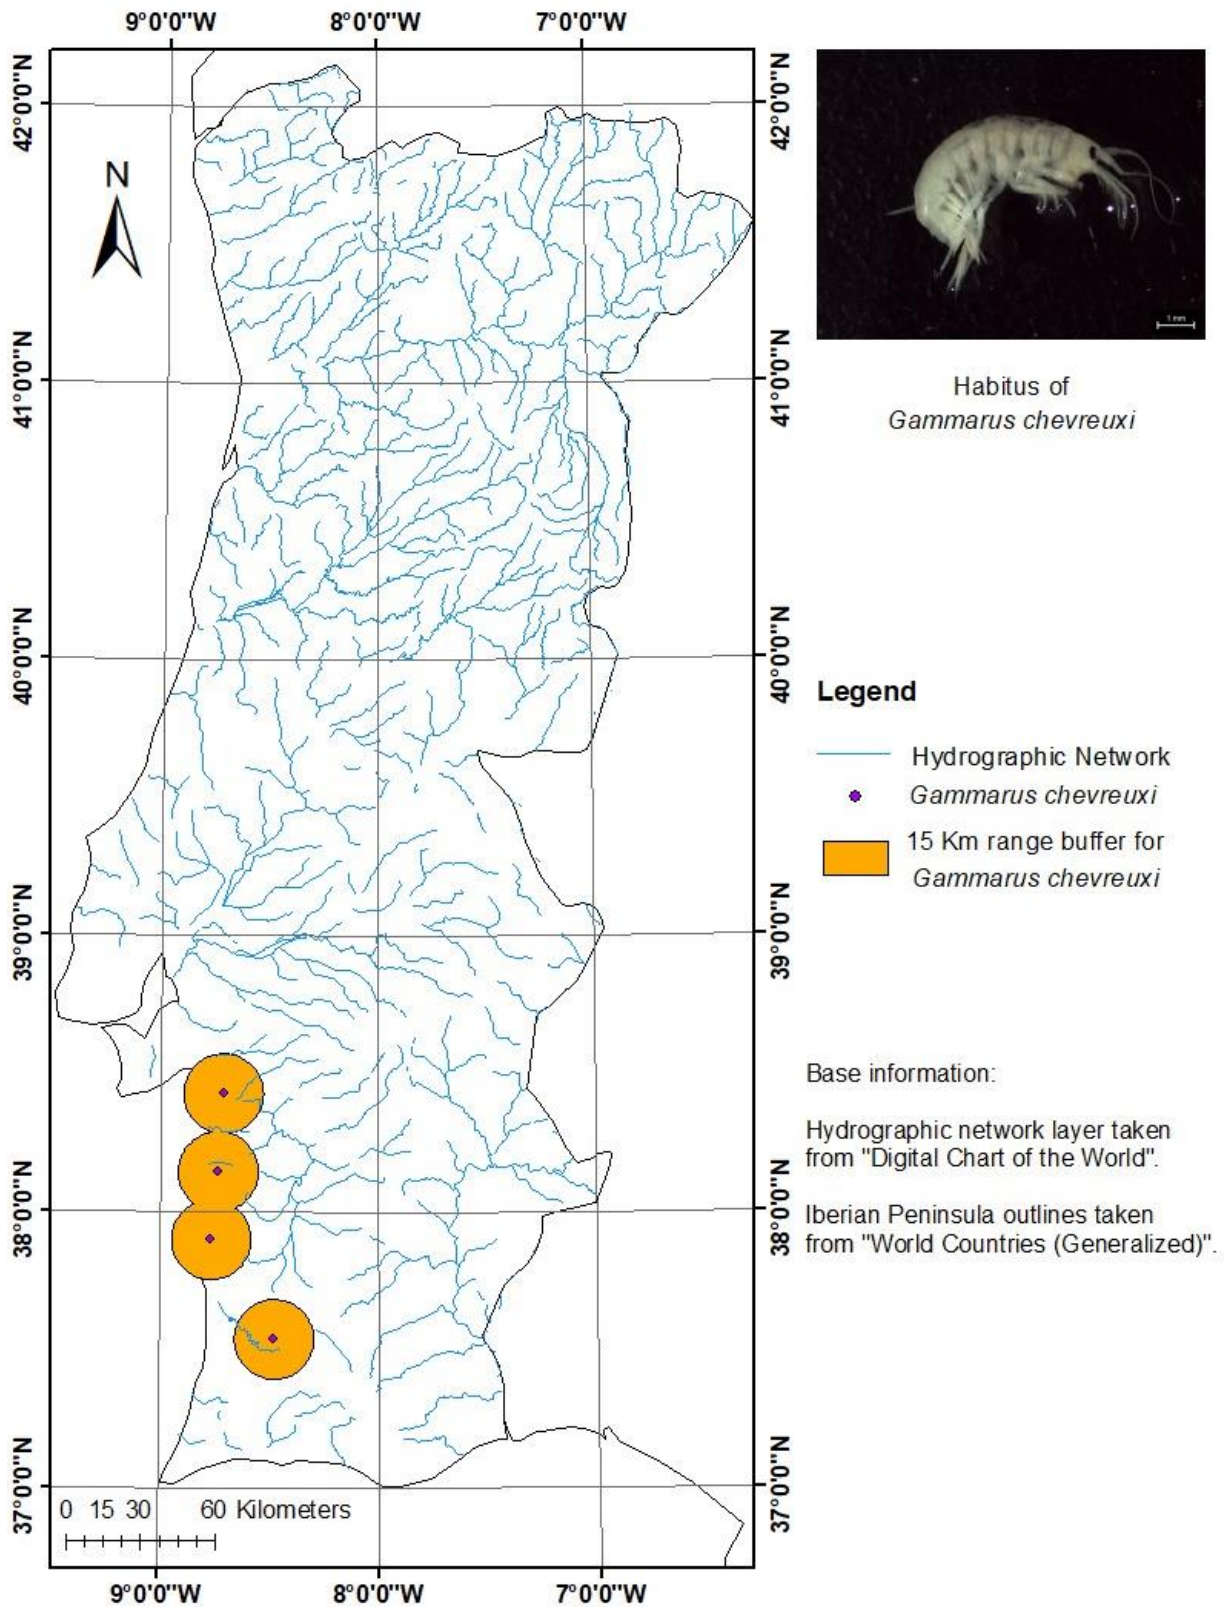 9°0'0"W 8°0'0"W 7°0'0"W
42°0'0"N
42°0'0"N
N
1 mm
Habitus of
Gammarus chevreuxi
41°0'0"N
41°0'0"N
40°0'0"N
40°0'0"N
Legend
Hydrographic Network
Gammarus chevreuxi
15 Km range buffer for
Gammarus chevreuxi
39°0'0"N
39°0'0"N
Base information:
Hydrographic network layer taken
from "Digital Chart of the World".
38°0'0"N
38°0'0"N
Iberian Peninsula outlines taken
from "World Countries (Generalized)".
37°0'0"N
37°0'0"N
0 15 30 60 Kilometers
9°0'0"W 8°0'0"W 7°0'0"W